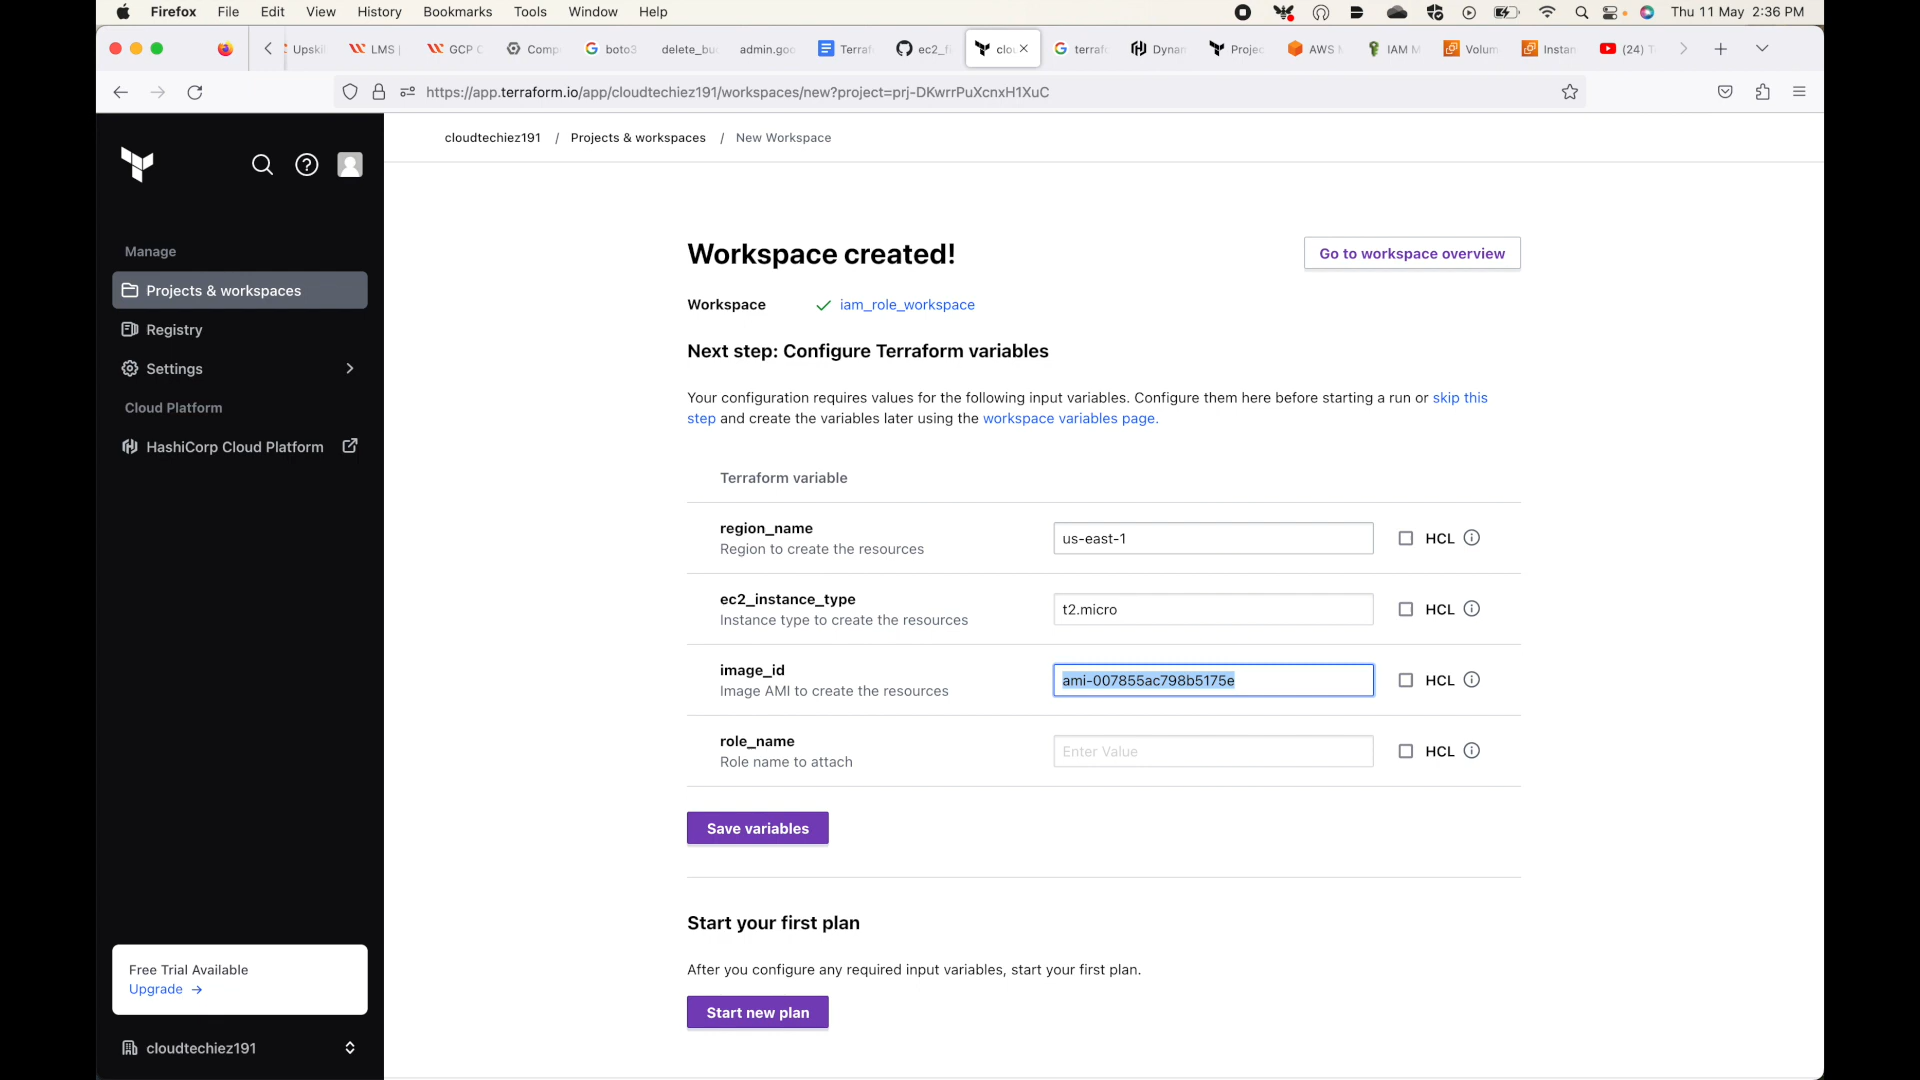 Firefox File Edit View History Bookmarks Tools Window Help Thu 11 May 2:36 PM
Upskil LMS | GCP C Comp boto3 delete_bu admin.goo Terraf ec2_f clou terrafo Dynam Projec AWS IAM M Volum Instan (24) T
https://app.terraform.io/app/cloudtechiez191/workspaces/new?project=prj-DKwrrPuXcnxH1XuC
cloudtechiez191 / Projects & workspaces / New Workspace
Manage
Projects & workspaces
Registry
Settings
Cloud Platform
HashiCorp Cloud Platform
Free Trial Available
Upgrade →
cloudtechiez191
Workspace created!
Go to workspace overview
Workspace iam_role_workspace
Next step: Configure Terraform variables
Your configuration requires values for the following input variables. Configure them here before starting a run or skip this
step and create the variables later using the workspace variables page.
Terraform variable
region_name
Region to create the resources
us-east-1
HCL
ec2_instance_type
Instance type to create the resources
t2.micro
HCL
image_id
Image AMI to create the resources
ami-007855ac798b5175e
HCL
role_name
Role name to attach
Enter Value
HCL
Save variables
Start your first plan
After you configure any required input variables, start your first plan.
Start new plan